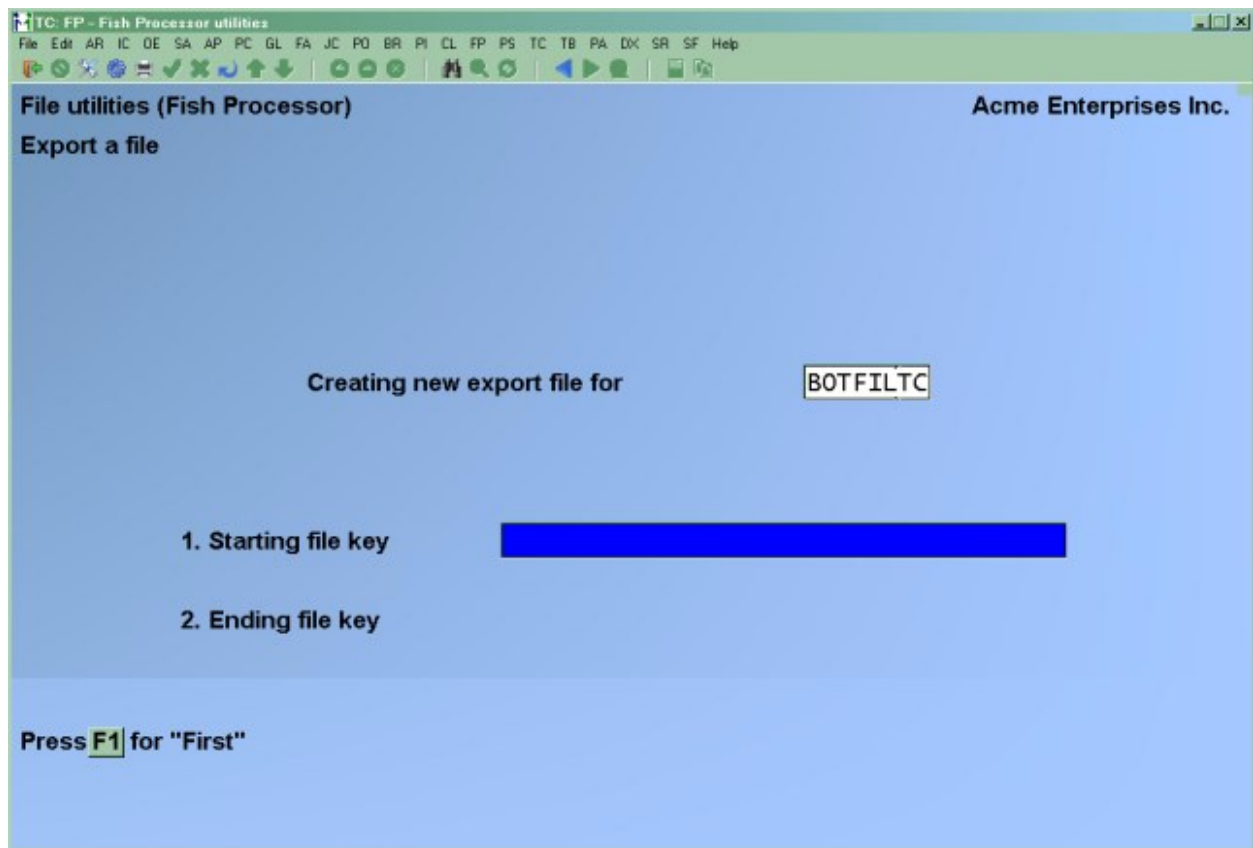 TC: FP - Fish Processor utilities
File Edit AR IC OE SA AP PC GL FA JC PO BR PI CL FP PS TC TB PA DX SR SF Help
File utilities (Fish Processor) Acme Enterprises Inc.
Export a file
Creating new export file for BOTFILTC
1. Starting file key
2. Ending file key
Press F1 for "First"